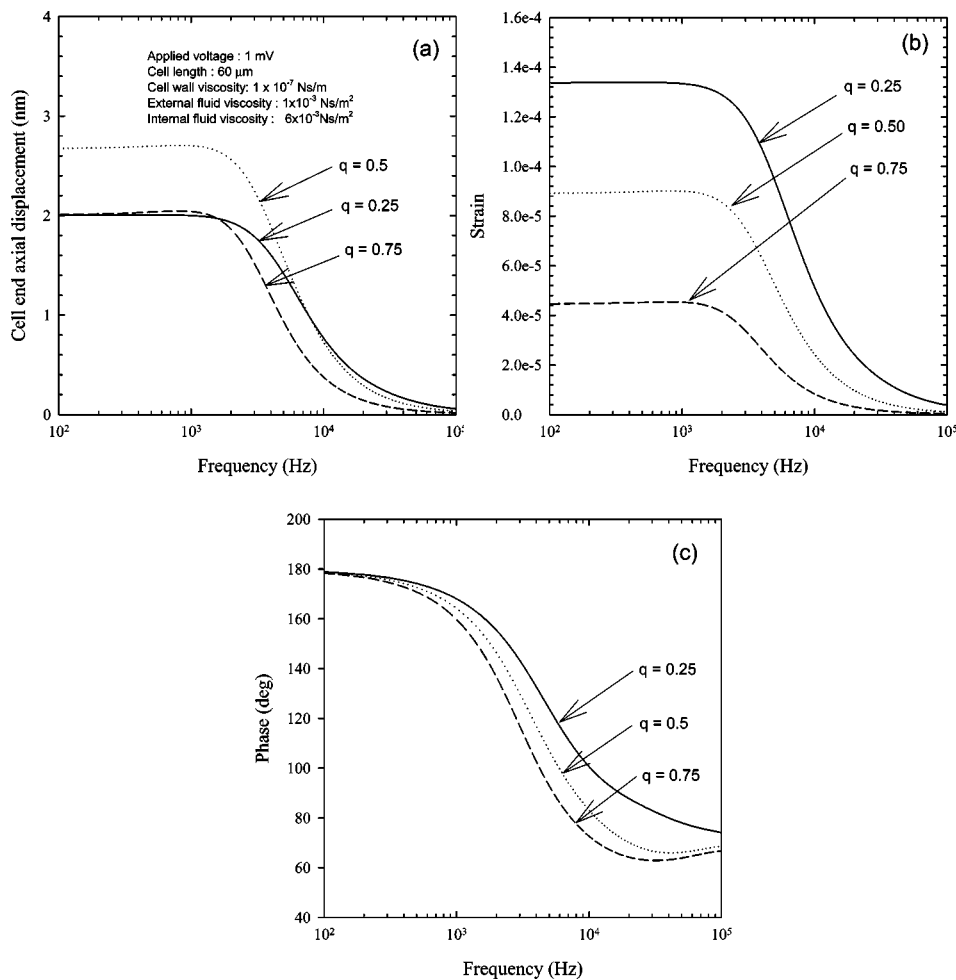 (a)
Applied voltage : 1 mV
Cell length : 60 μm
Cell wall viscosity: 1 x 10⁻⁷ Ns/m
External fluid viscosity : 1x10⁻³ Ns/m²
Internal fluid viscosity : 6x10⁻³Ns/m²
q = 0.5
q = 0.25
q = 0.75
4
3
2
1
0
Cell end axial displacement (nm)
10² 10³ 10⁴ 10⁵
Frequency (Hz)
(b)
q = 0.25
q = 0.50
q = 0.75
1.6e-4
1.4e-4
1.2e-4
1.0e-4
8.0e-5
6.0e-5
4.0e-5
2.0e-5
0.0
Strain
10² 10³ 10⁴ 10⁵
Frequency (Hz)
(c)
q = 0.25
q = 0.5
q = 0.75
200
180
160
140
120
100
80
60
40
Phase (deg)
10² 10³ 10⁴ 10⁵
Frequency (Hz)